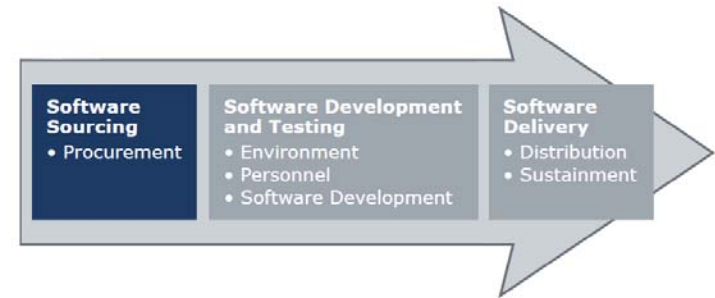 Software
Sourcing
• Procurement
Software Development
and Testing
• Environment
• Personnel
• Software Development
Software
Delivery
• Distribution
• Sustainment